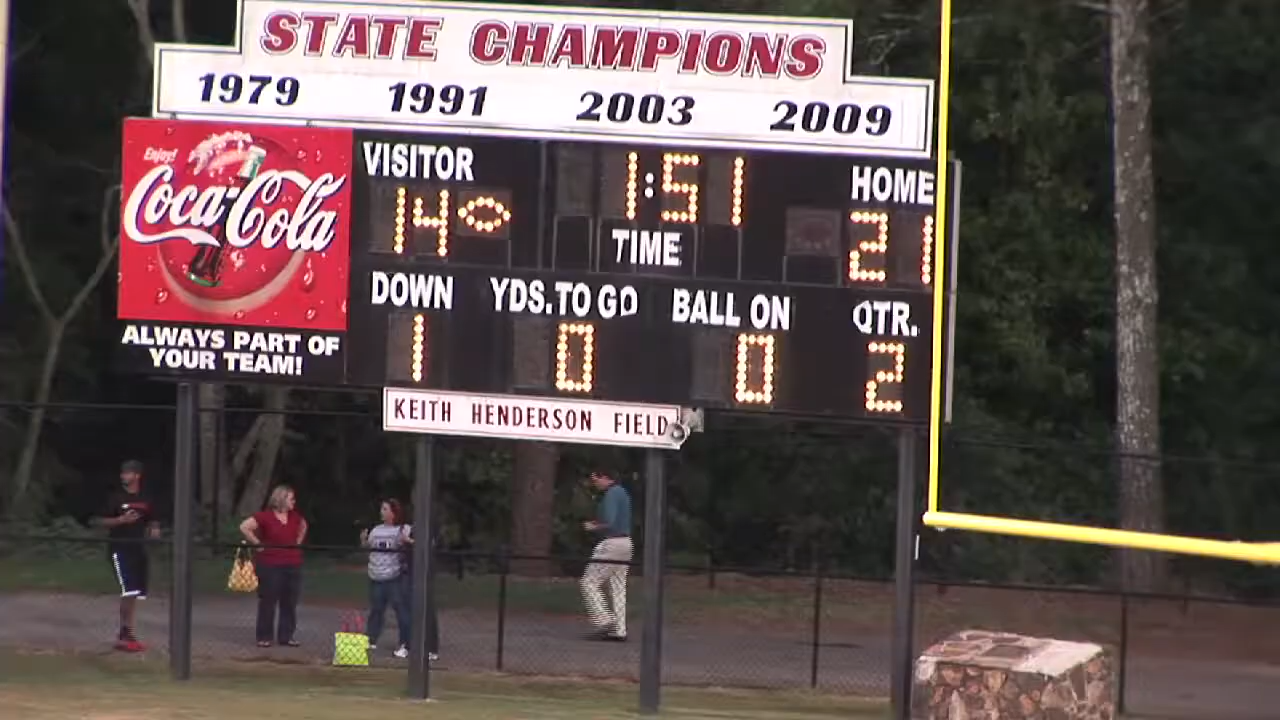 STATE CHAMPIONS
1979 1991 2003 2009
Enjoy!
Coca-Cola
ALWAYS PART OF
YOUR TEAM!
VISITOR 1:51 HOME
14 TIME 21
DOWN YDS. TO GO BALL ON QTR.
1 0 0 2
KEITH HENDERSON FIELD